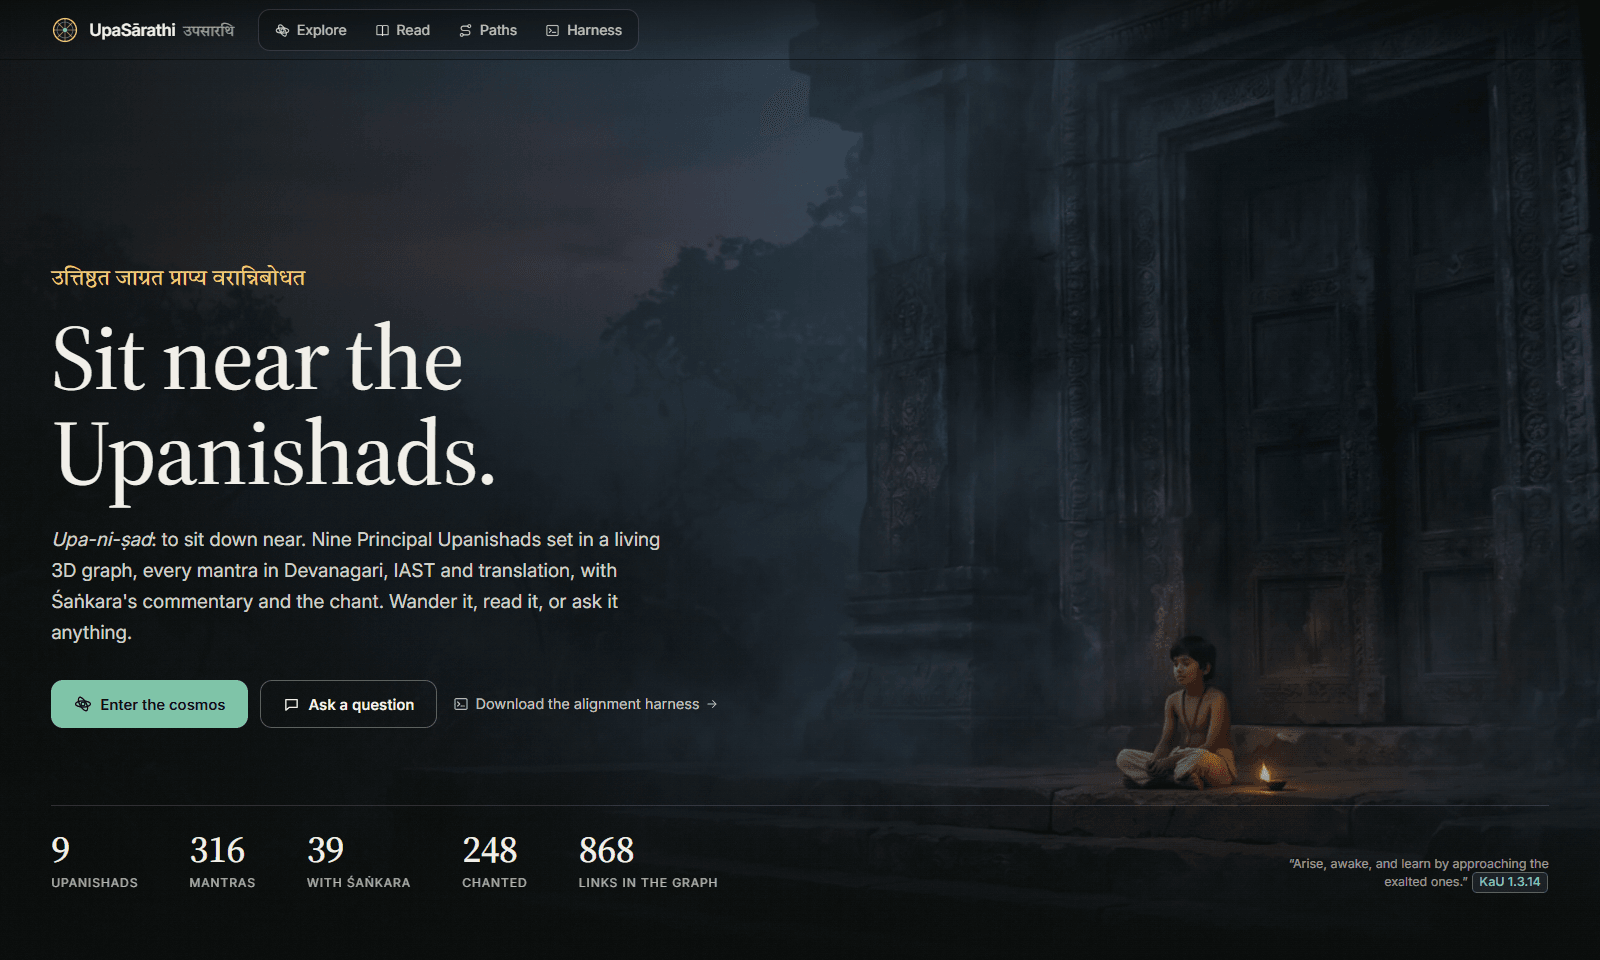 UpaSārathi उपसारथि
Explore
Read
Paths
Harness
उत्तिष्ठत जाग्रत प्राप्य वरान्निबोधत
Sit near the
Upanishads.
Upa-ni-ṣad: to sit down near. Nine Principal Upanishads set in a living
3D graph, every mantra in Devanagari, IAST and translation, with
Śaṅkara's commentary and the chant. Wander it, read it, or ask it
anything.
Enter the cosmos
Ask a question
Download the alignment harness →
9
UPANISHADS
316
MANTRAS
39
WITH ŚAṄKARA
248
CHANTED
868
LINKS IN THE GRAPH
"Arise, awake, and learn by approaching the
exalted ones." KaU 1.3.14